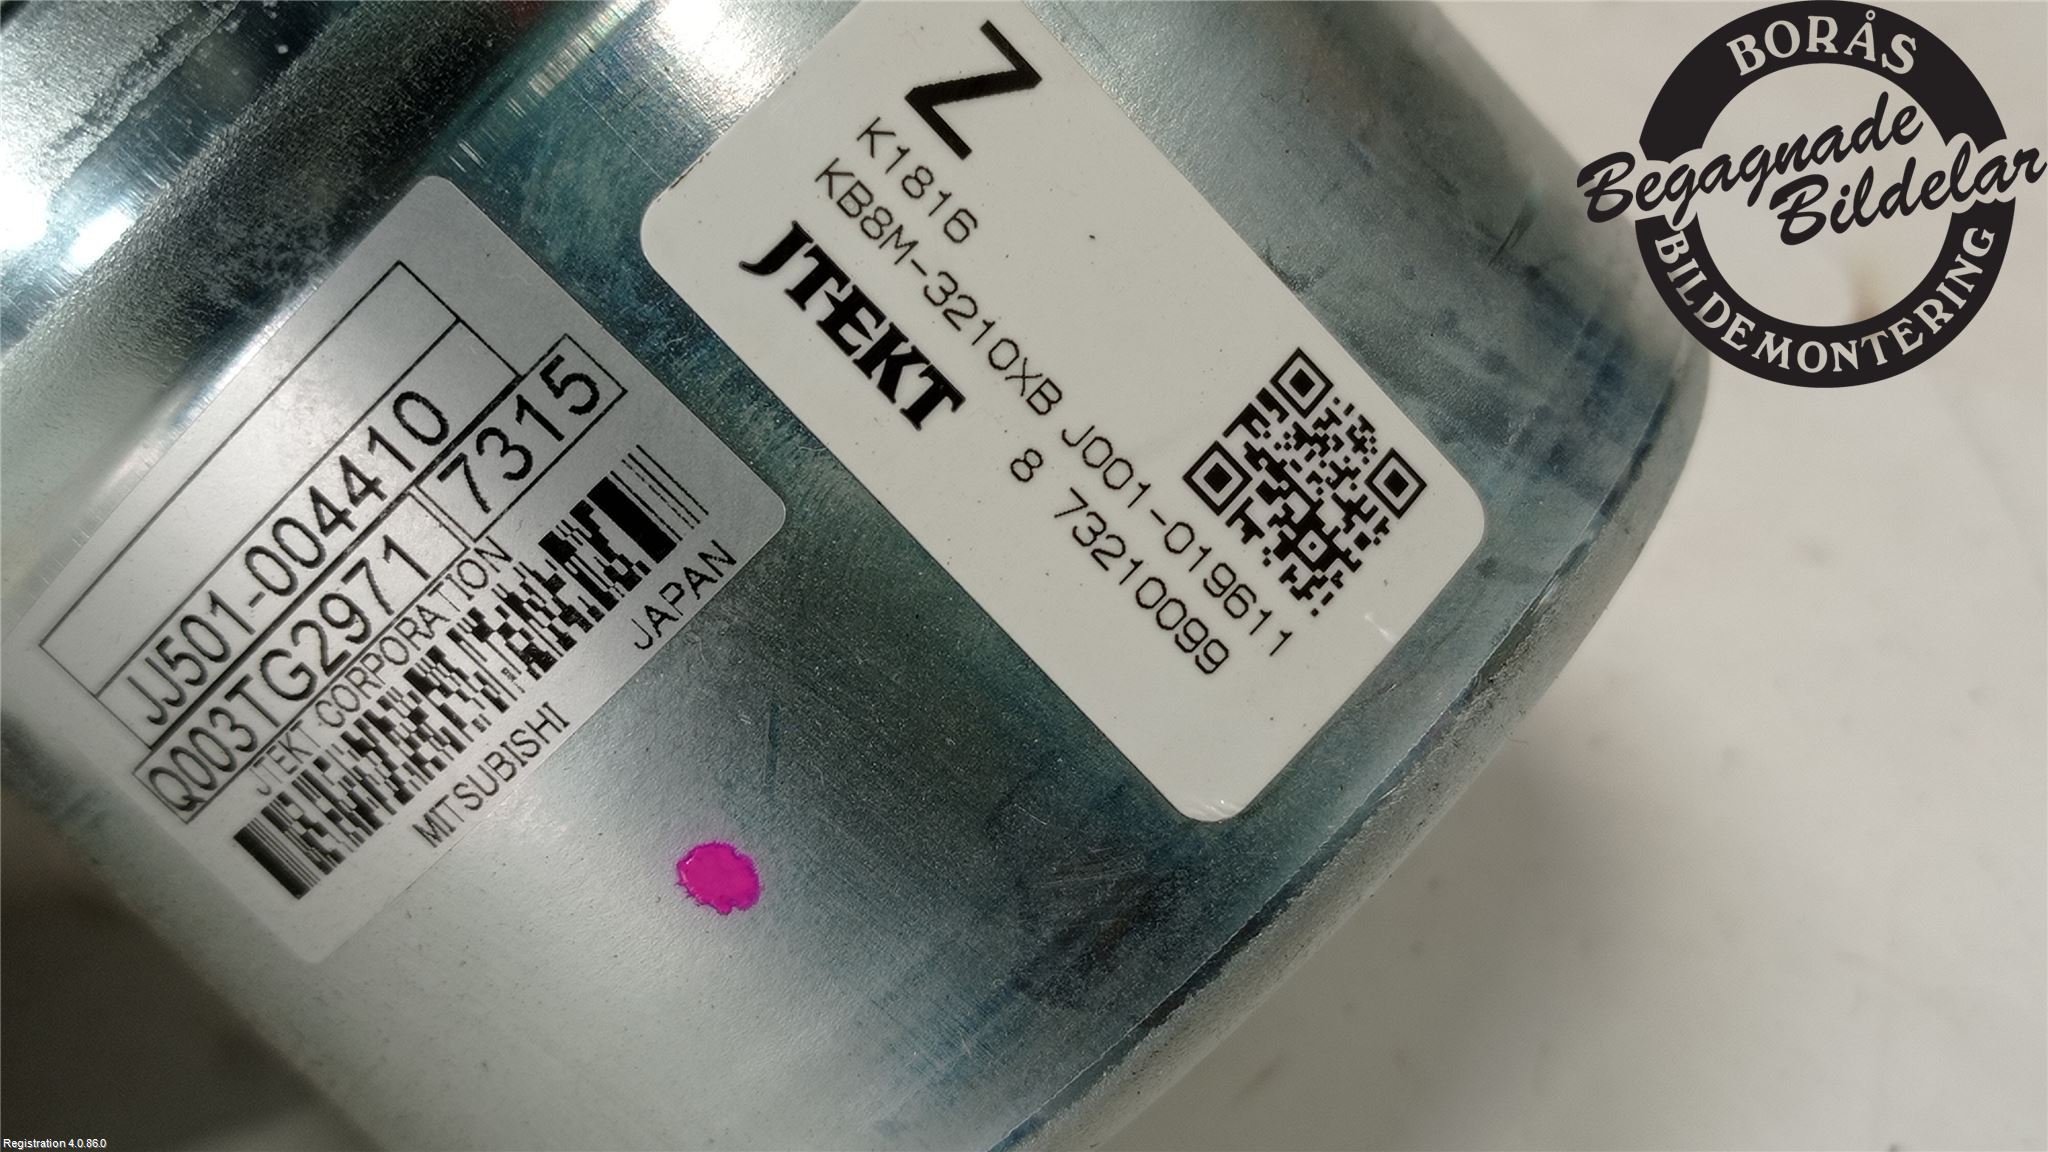 Z
K1816
KB8M-3210XB J001-019611
JTEKT 8 73210099
JJ501-004410
Q003TG2971 7315
JTEKT CORPORATION
MITSUBISHI JAPAN
BORÅS
Begagnade
Bildelar
BILDEMONTERING
Registration 4.0.86.0